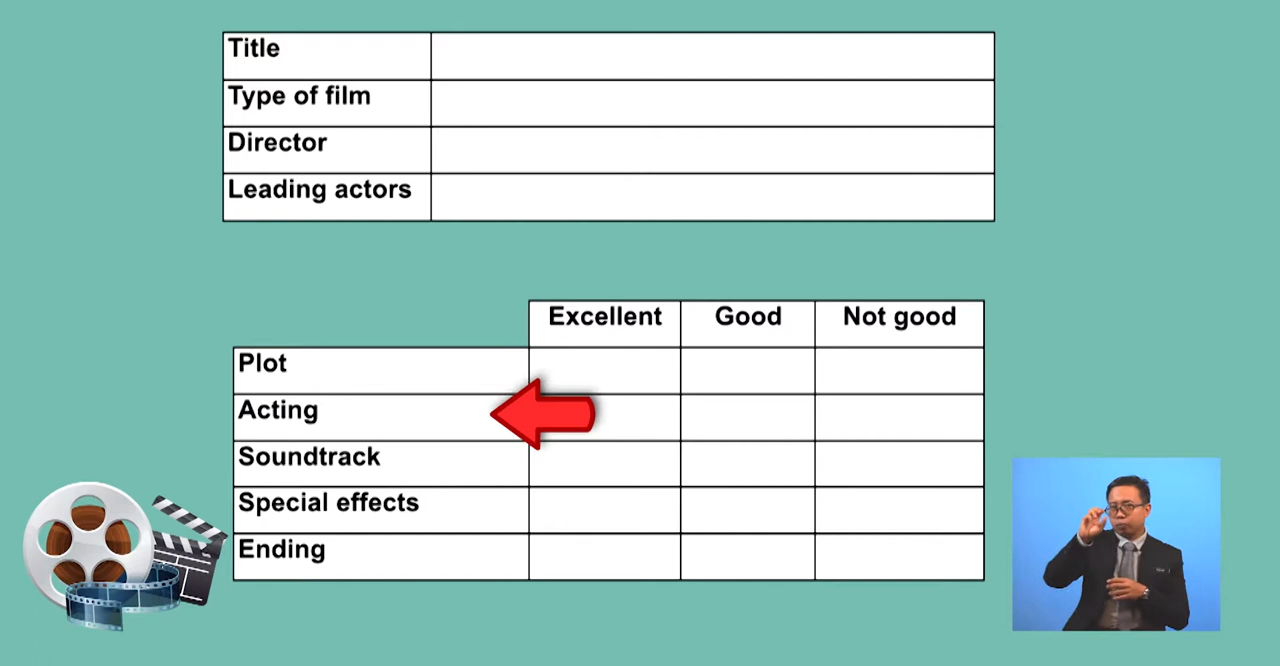 Title
Type of film
Director
Leading actors
Excellent Good Not good
Plot
Acting
Soundtrack
Special effects
Ending